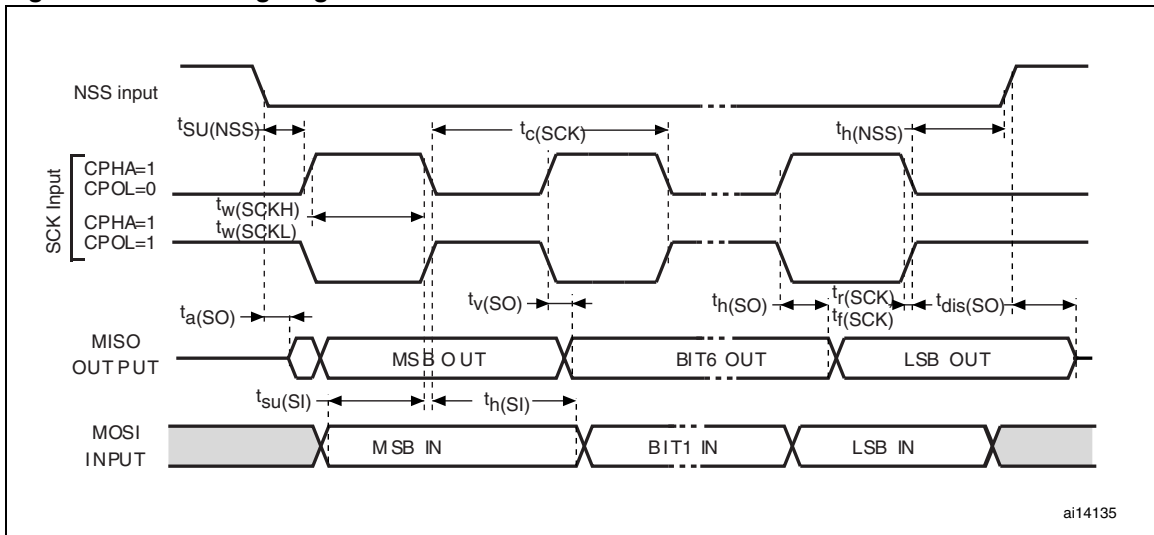 NSS input
tSU(NSS)
tc(SCK)
th(NSS)
SCK Input
CPHA=1
CPOL=0
CPHA=1
CPOL=1
tw(SCKH)
tw(SCKL)
ta(SO)
tv(SO)
th(SO)
tr(SCK)
tf(SCK)
tdis(SO)
MISO
OUTPUT
MSB OUT
BIT6 OUT
LSB OUT
tsu(SI)
th(SI)
MOSI
INPUT
MSB IN
BIT1 IN
LSB IN
ai14135